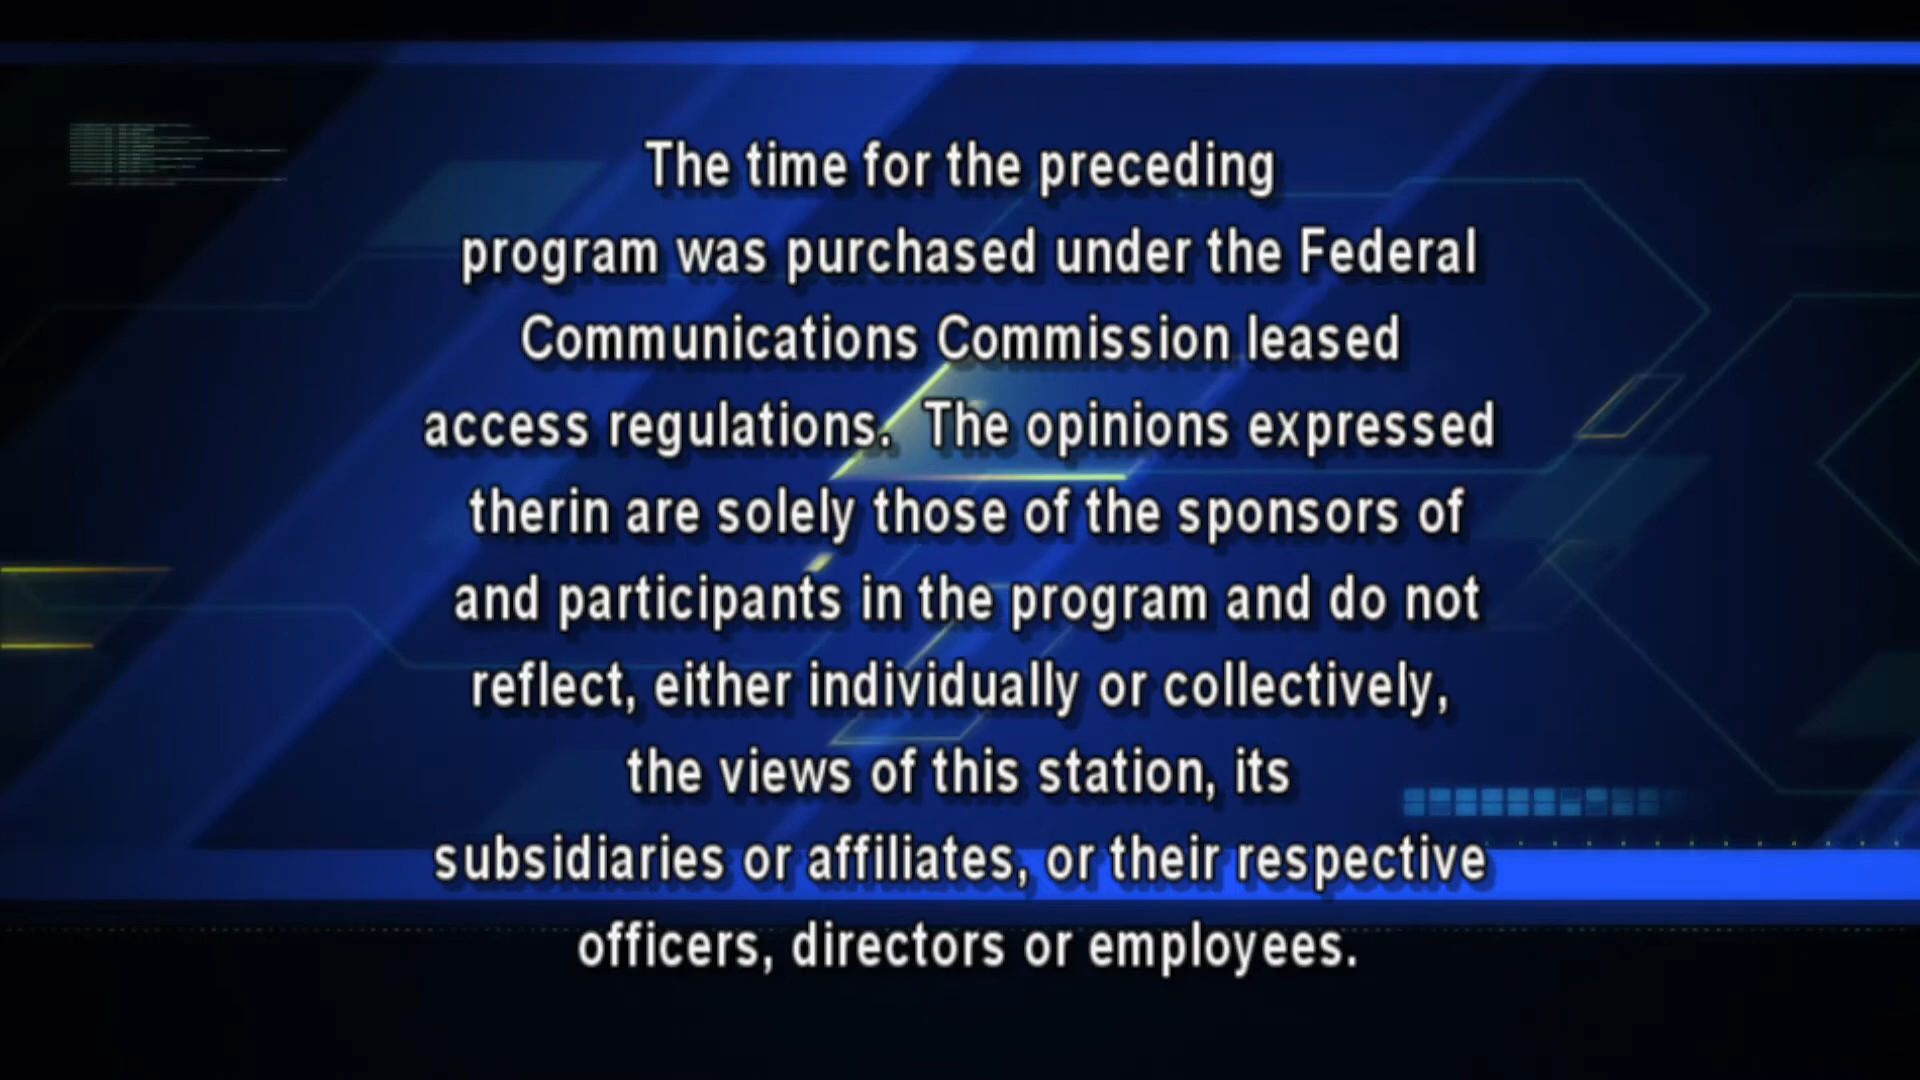 The time for the preceding
program was purchased under the Federal
Communications Commission leased
access regulations.  The opinions expressed
therin are solely those of the sponsors of
and participants in the program and do not
reflect, either individually or collectively,
the views of this station, its
subsidiaries or affiliates, or their respective
officers, directors or employees.